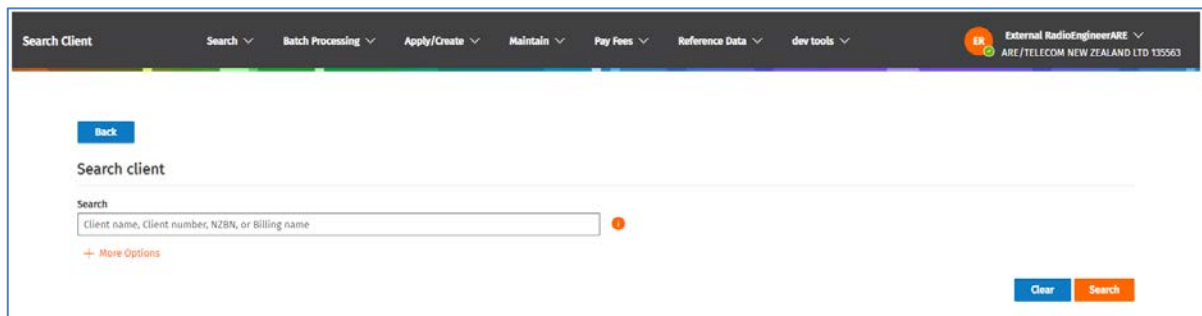 Search Client Search Batch Processing Apply/Create Maintain Pay Fees Reference Data dev tools ER External RadioEngineerARE
ARE/TELECOM NEW ZEALAND LTD 135563
Back
Search client
Search
Client name, Client number, NZBN, or Billing name
+ More Options
Clear Search